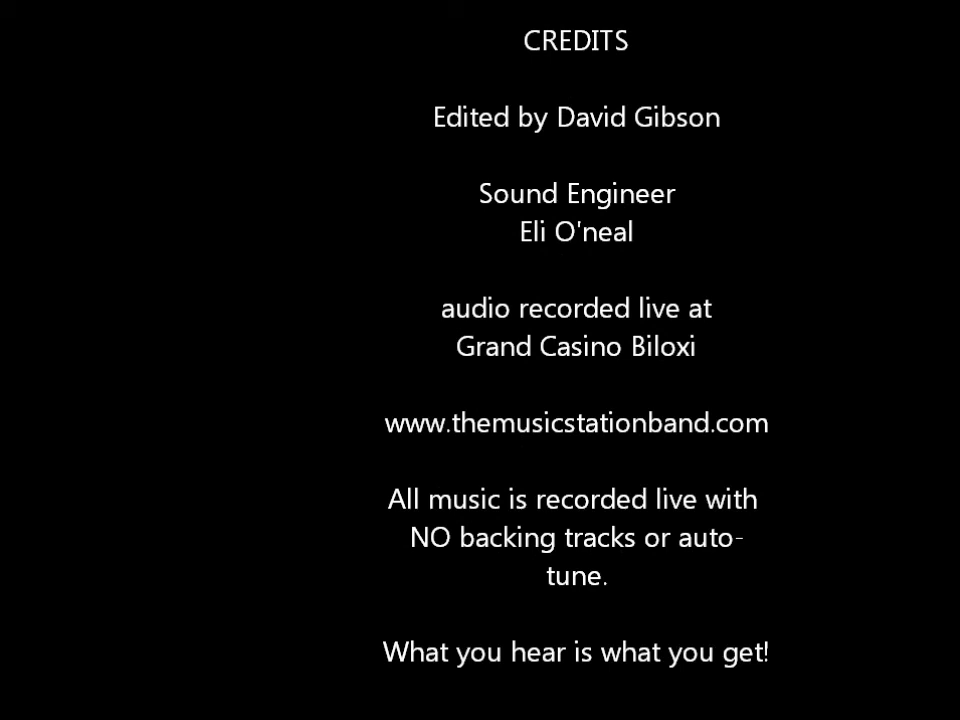 CREDITS
Edited by David Gibson
Sound Engineer
Eli O'neal
audio recorded live at
Grand Casino Biloxi
www.themusicstationband.com
All music is recorded live with
NO backing tracks or auto-
tune.
What you hear is what you get!